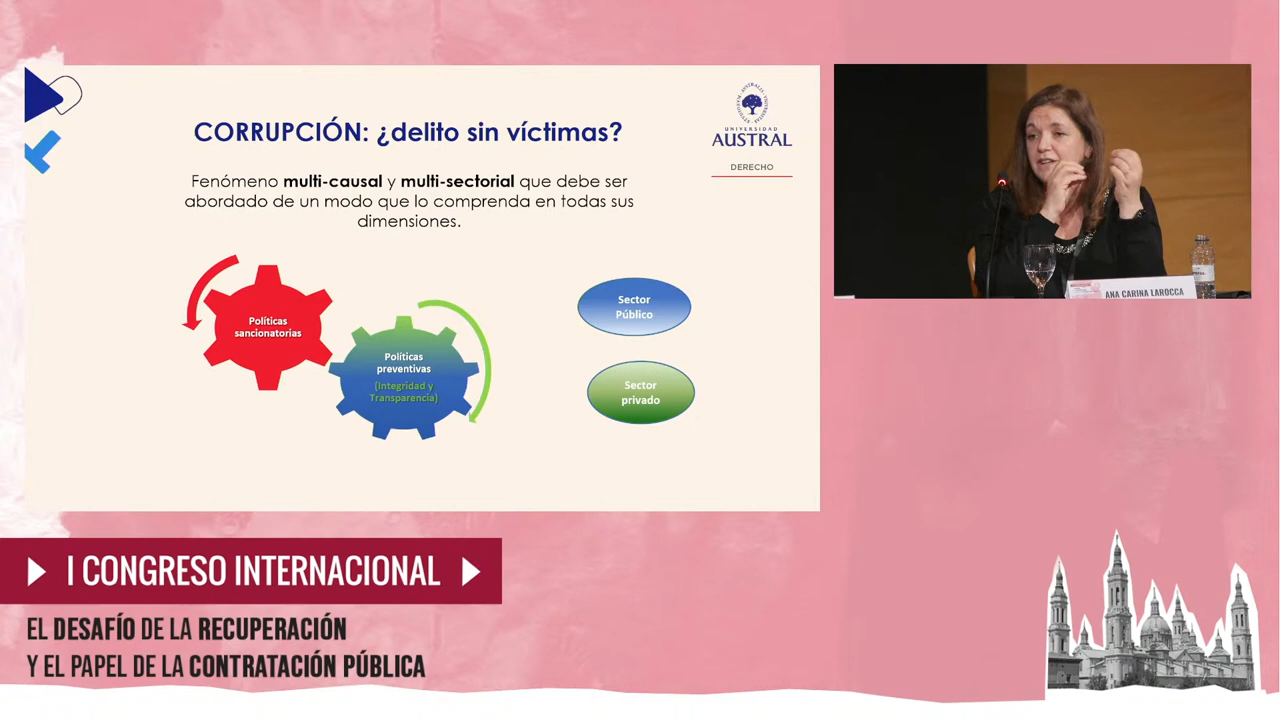 CORRUPCIÓN: ¿delito sin víctimas?
UNIVERSIDAD
AUSTRAL
DERECHO
Fenómeno multi-causal y multi-sectorial que debe ser
abordado de un modo que lo comprenda en todas sus
dimensiones.
Políticas
sancionatorias
Políticas
preventivas
(Integridad y
Transparencia)
Sector
Público
Sector
privado
ANA CARINA LAROCCA
I CONGRESO INTERNACIONAL
EL DESAFÍO DE LA RECUPERACIÓN
Y EL PAPEL DE LA CONTRATACIÓN PÚBLICA